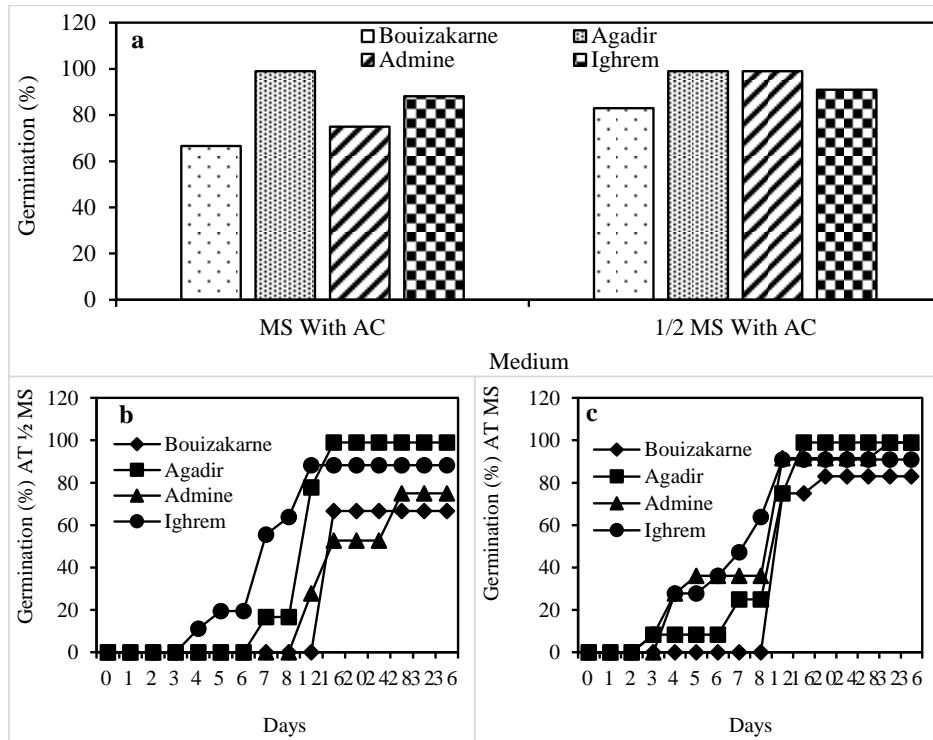 120
a
Bouizakarne
Agadir
Admine
Ighrem
100
80
60
40
20
0
Germination (%)
MS With AC
1/2 MS With AC
Medium
b
120
100
80
60
40
20
0
Germination (%) AT ½ MS
Bouizakarne
Agadir
Admine
Ighrem
0 1 2 3 4 5 6 7 8 1 21 62 02 42 83 23 6
Days
c
120
100
80
60
40
20
0
Germination (%) AT MS
Bouizakarne
Agadir
Admine
Ighrem
0 1 2 3 4 5 6 7 8 1 21 62 02 42 83 23 6
Days